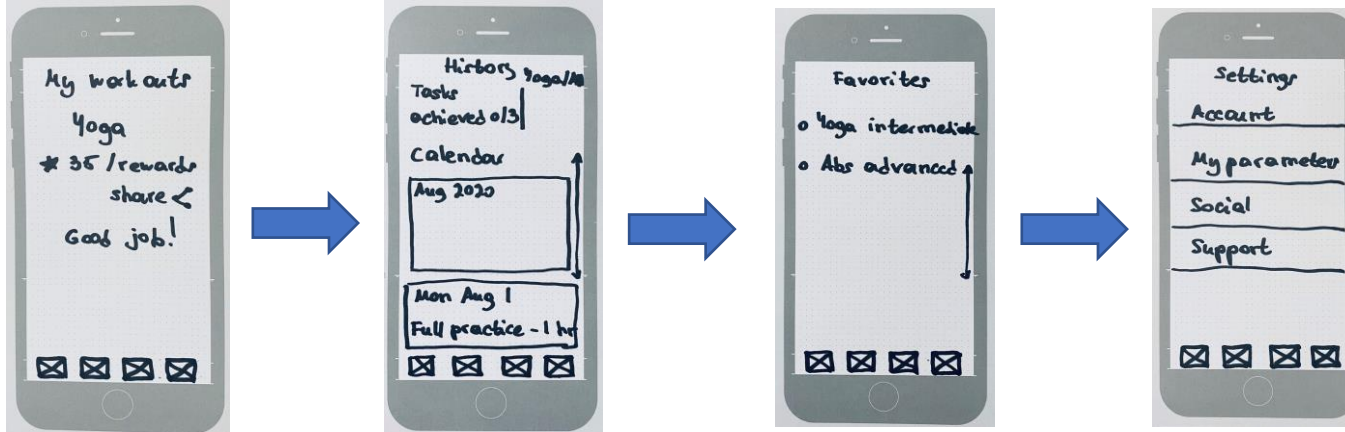 My workouts
Yoga
* 35 / rewards
share
Good job!
History
Yoga/Ab
Tasks
achieved 0/3
Calendar
Aug 2020
Mon Aug 1
Full practice - 1 hr
Favorites
o Yoga intermediate
o Abs advanced
Settings
Account
My parameters
Social
Support